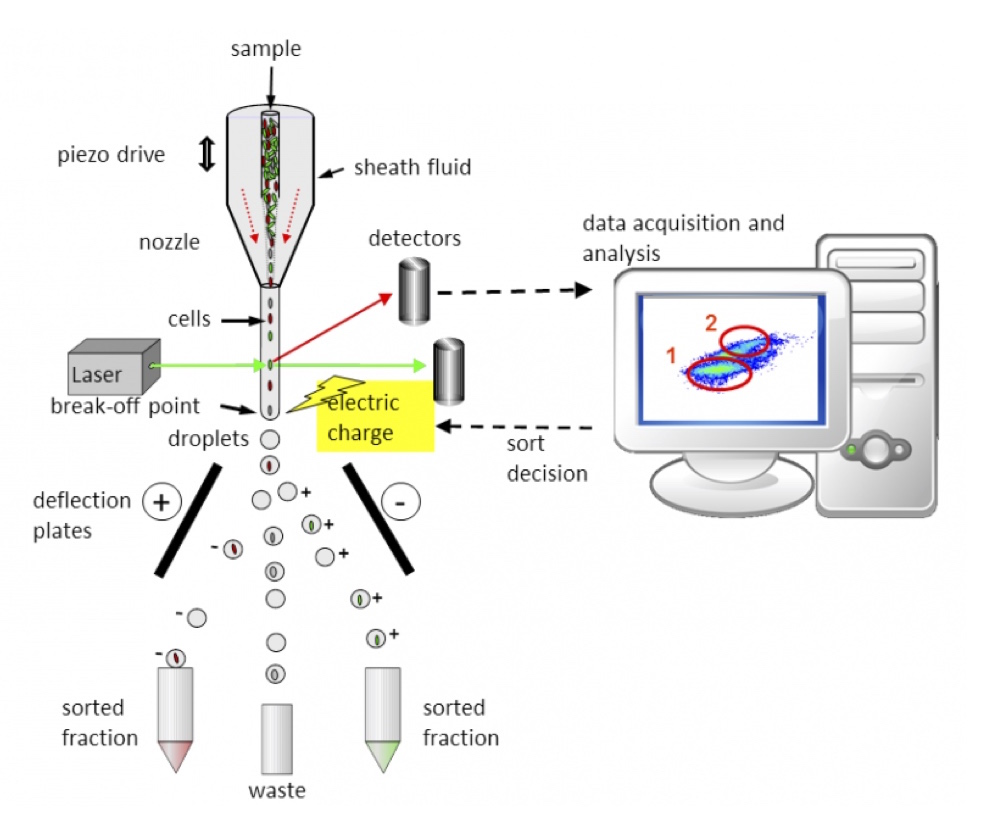 sample
piezo drive
sheath fluid
nozzle
detectors
data acquisition and
analysis
cells
2
1
Laser
break-off point
electric
charge
droplets
sort
decision
deflection
plates
+
-
+
+
-
+
+
-
+
-
sorted
fraction
sorted
fraction
waste